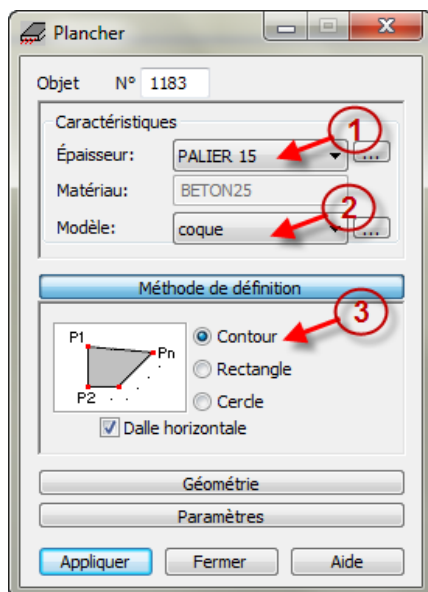 Plancher
Objet N° 1183
Caractéristiques
1
Épaisseur: PALIER 15 ...
Matériau: BETON25
2
Modèle: coque ...
Méthode de définition
3
P1 Pn P2
Contour
Rectangle
Cercle
Dalle horizontale
Géométrie
Paramètres
Appliquer Fermer Aide